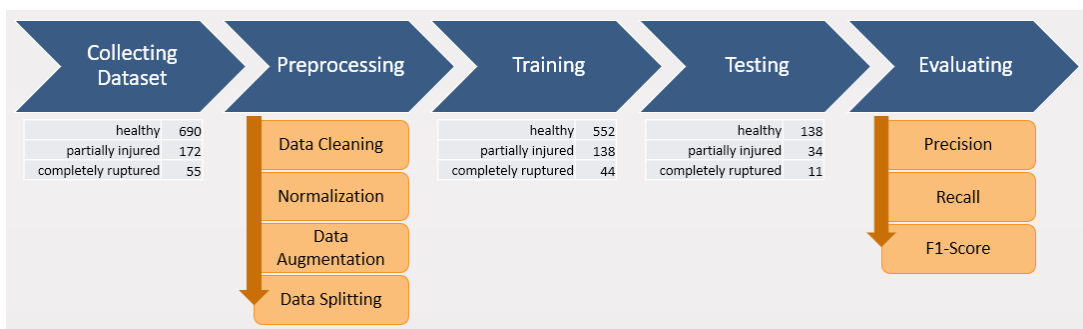 Collecting
Dataset
Preprocessing
Training
Testing
Evaluating
healthy 690
partially injured 172
completely ruptured 55
Data Cleaning
Normalization
Data
Augmentation
Data Splitting
healthy 552
partially injured 138
completely ruptured 44
healthy 138
partially injured 34
completely ruptured 11
Precision
Recall
F1-Score